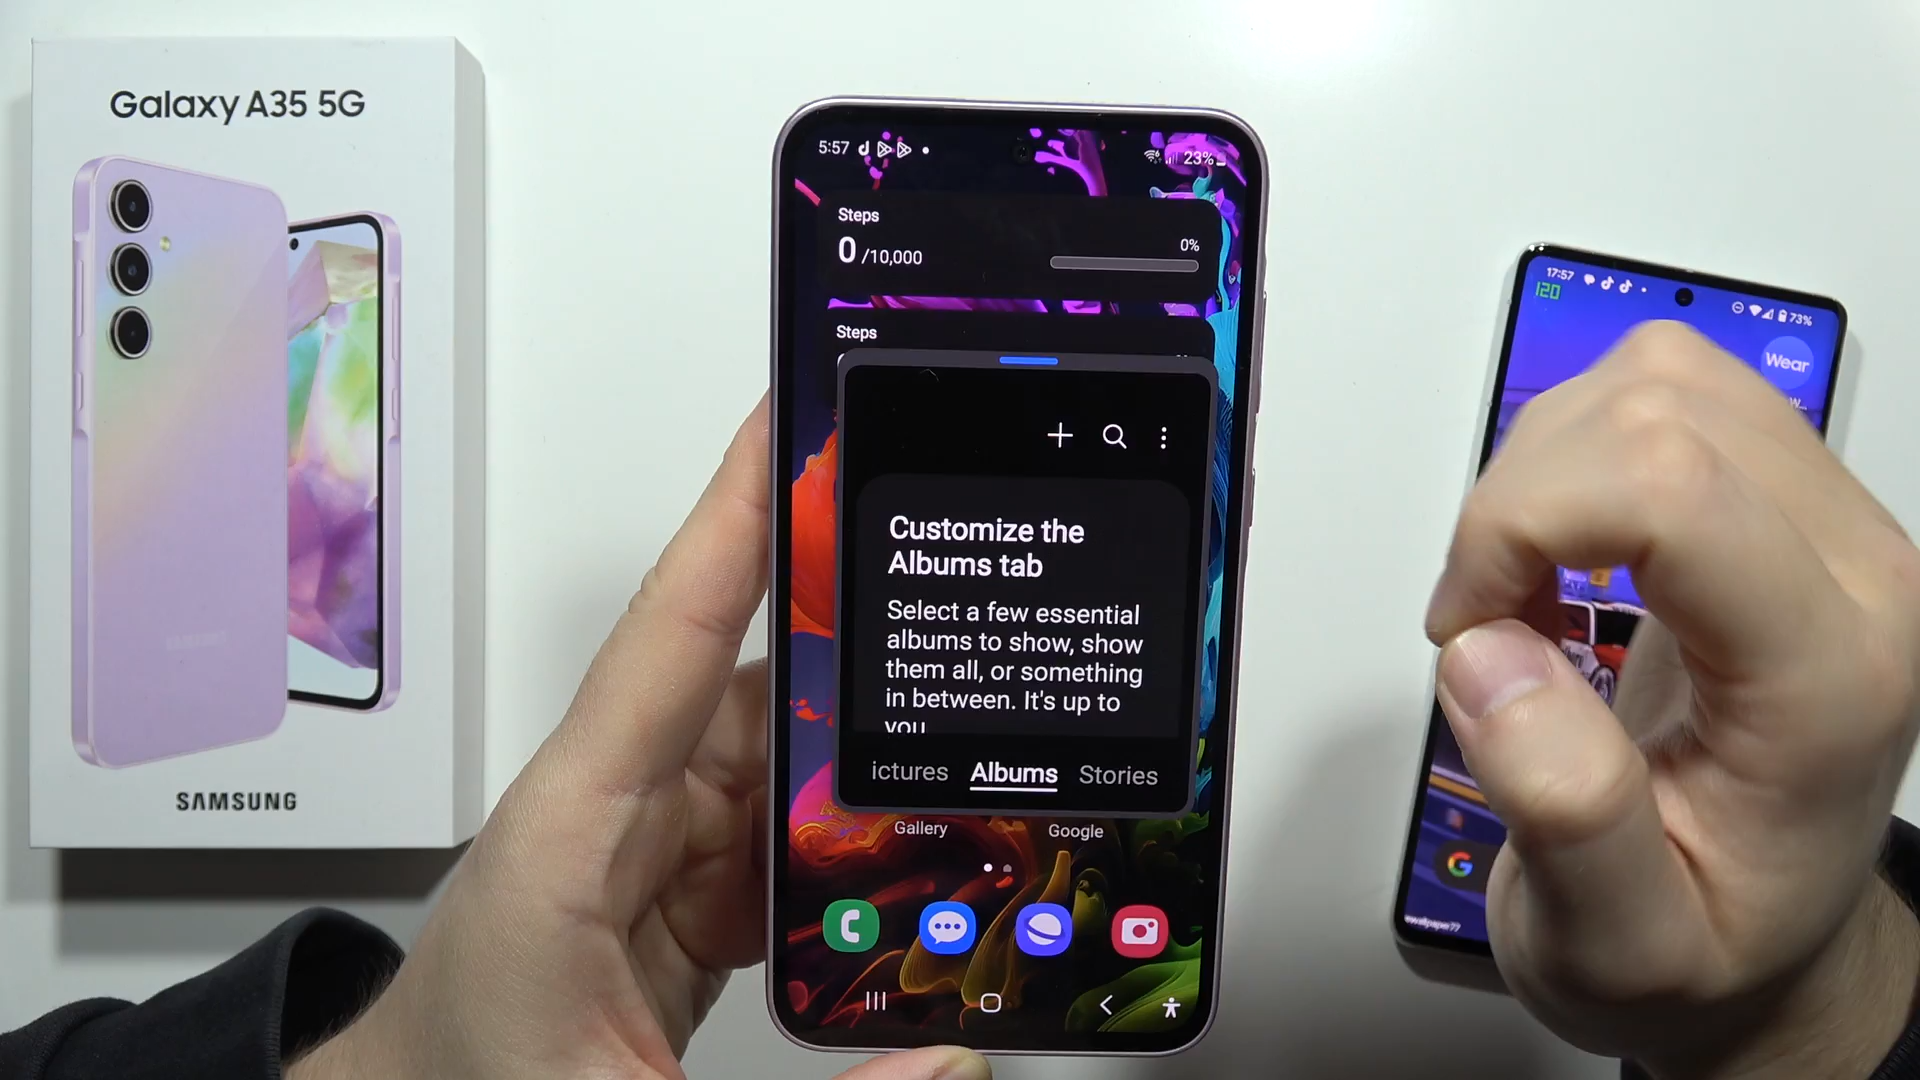 Galaxy A35 5G
SAMSUNG
SAMSUNG
5:57
23%
Steps
0%
0 /10,000
Steps
Customize the
Albums tab
Select a few essential
albums to show, show
them all, or something
in between. It's up to
you
ictures Albums Stories
Gallery Google
17:57
73%
120
Wear
W...
G